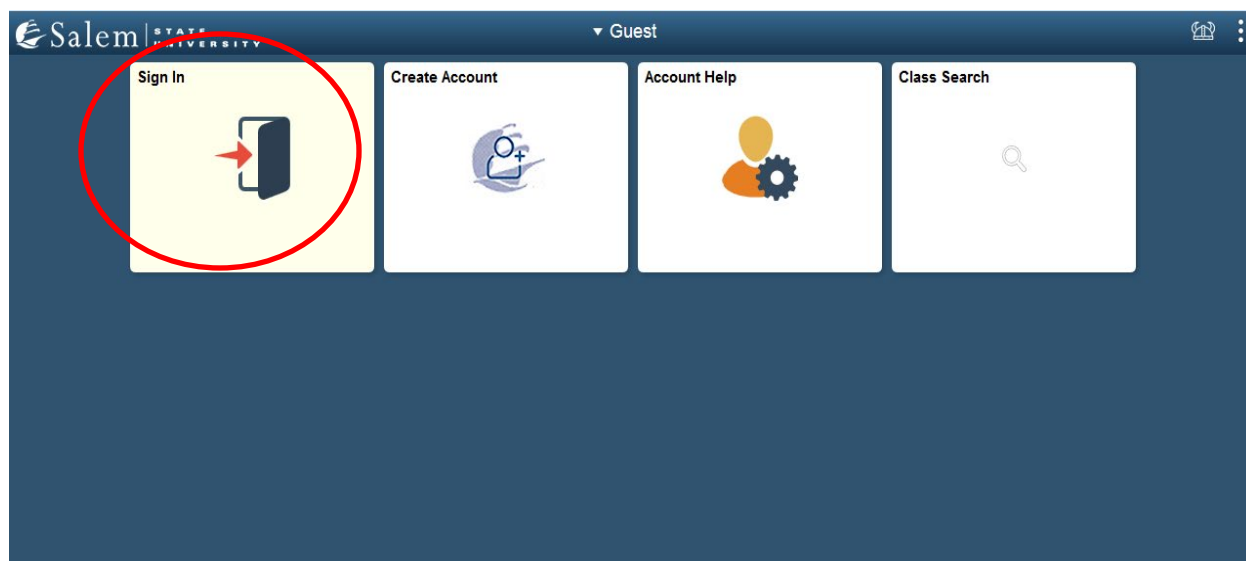 Salem STATE
UNIVERSITY
Guest
Sign In
Create Account
Account Help
Class Search